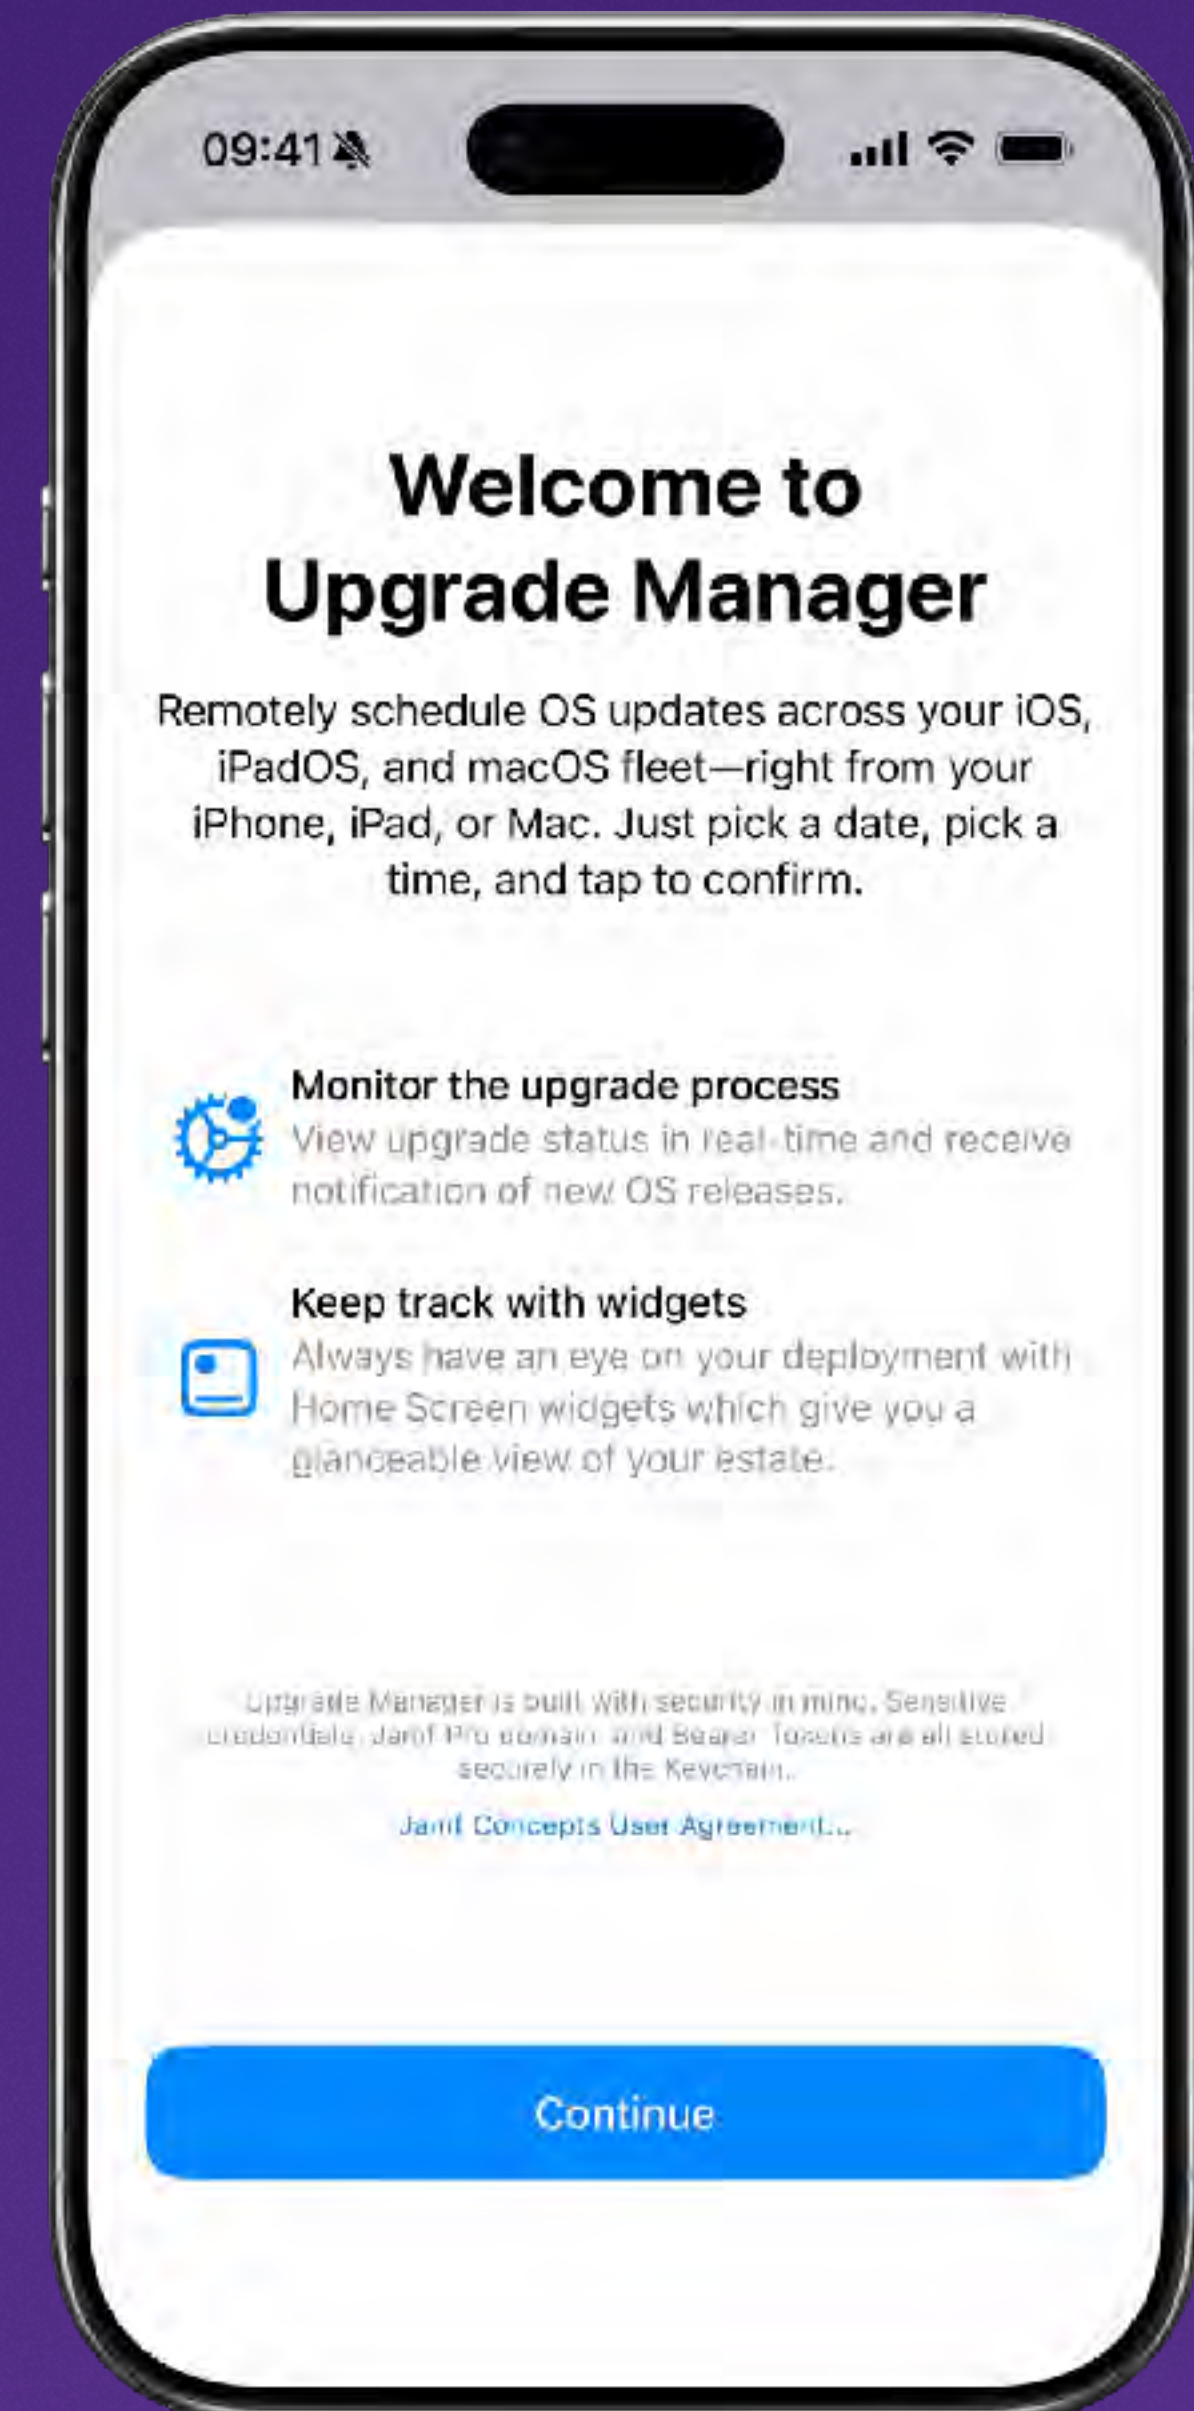 09:41
Welcome to
Upgrade Manager
Remotely schedule OS updates across your iOS,
iPadOS, and macOS fleet—right from your
iPhone, iPad, or Mac. Just pick a date, pick a
time, and tap to confirm.
Monitor the upgrade process
View upgrade status in real-time and receive
notification of new OS releases.
Keep track with widgets
Always have an eye on your deployment with
Home Screen widgets which give you a
glanceable view of your estate.
Upgrade Manager is built with security in mind. Sensitive
credentials, Jamf Pro domain, and Bearer Tokens are all stored
securely in the Keychain.
Jamf Concepts User Agreement...
Continue